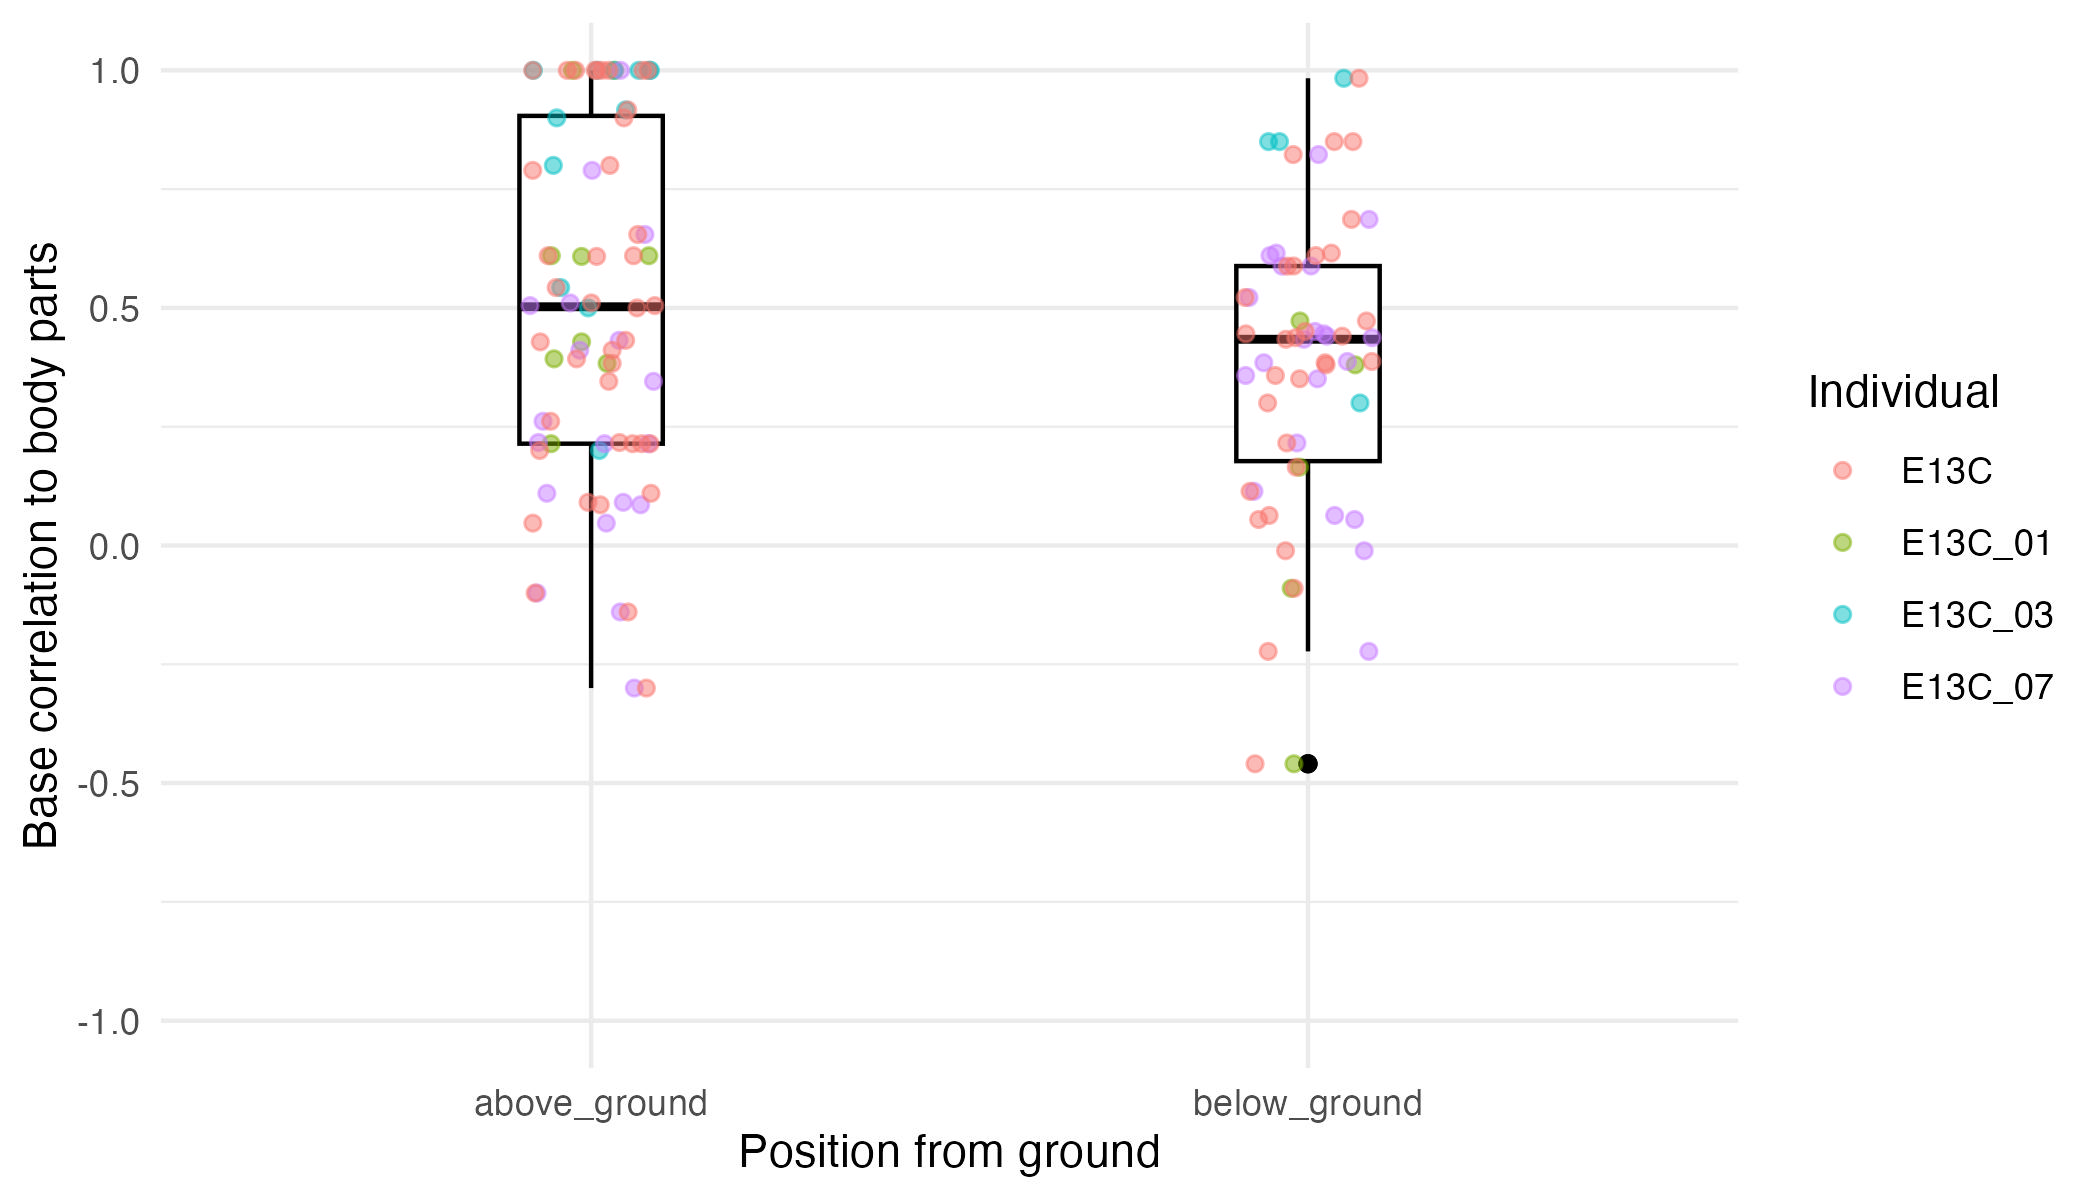 Base correlation to body parts
1.0
0.5
0.0
-0.5
-1.0
above_ground
below_ground
Position from ground
Individual
E13C
E13C_01
E13C_03
E13C_07